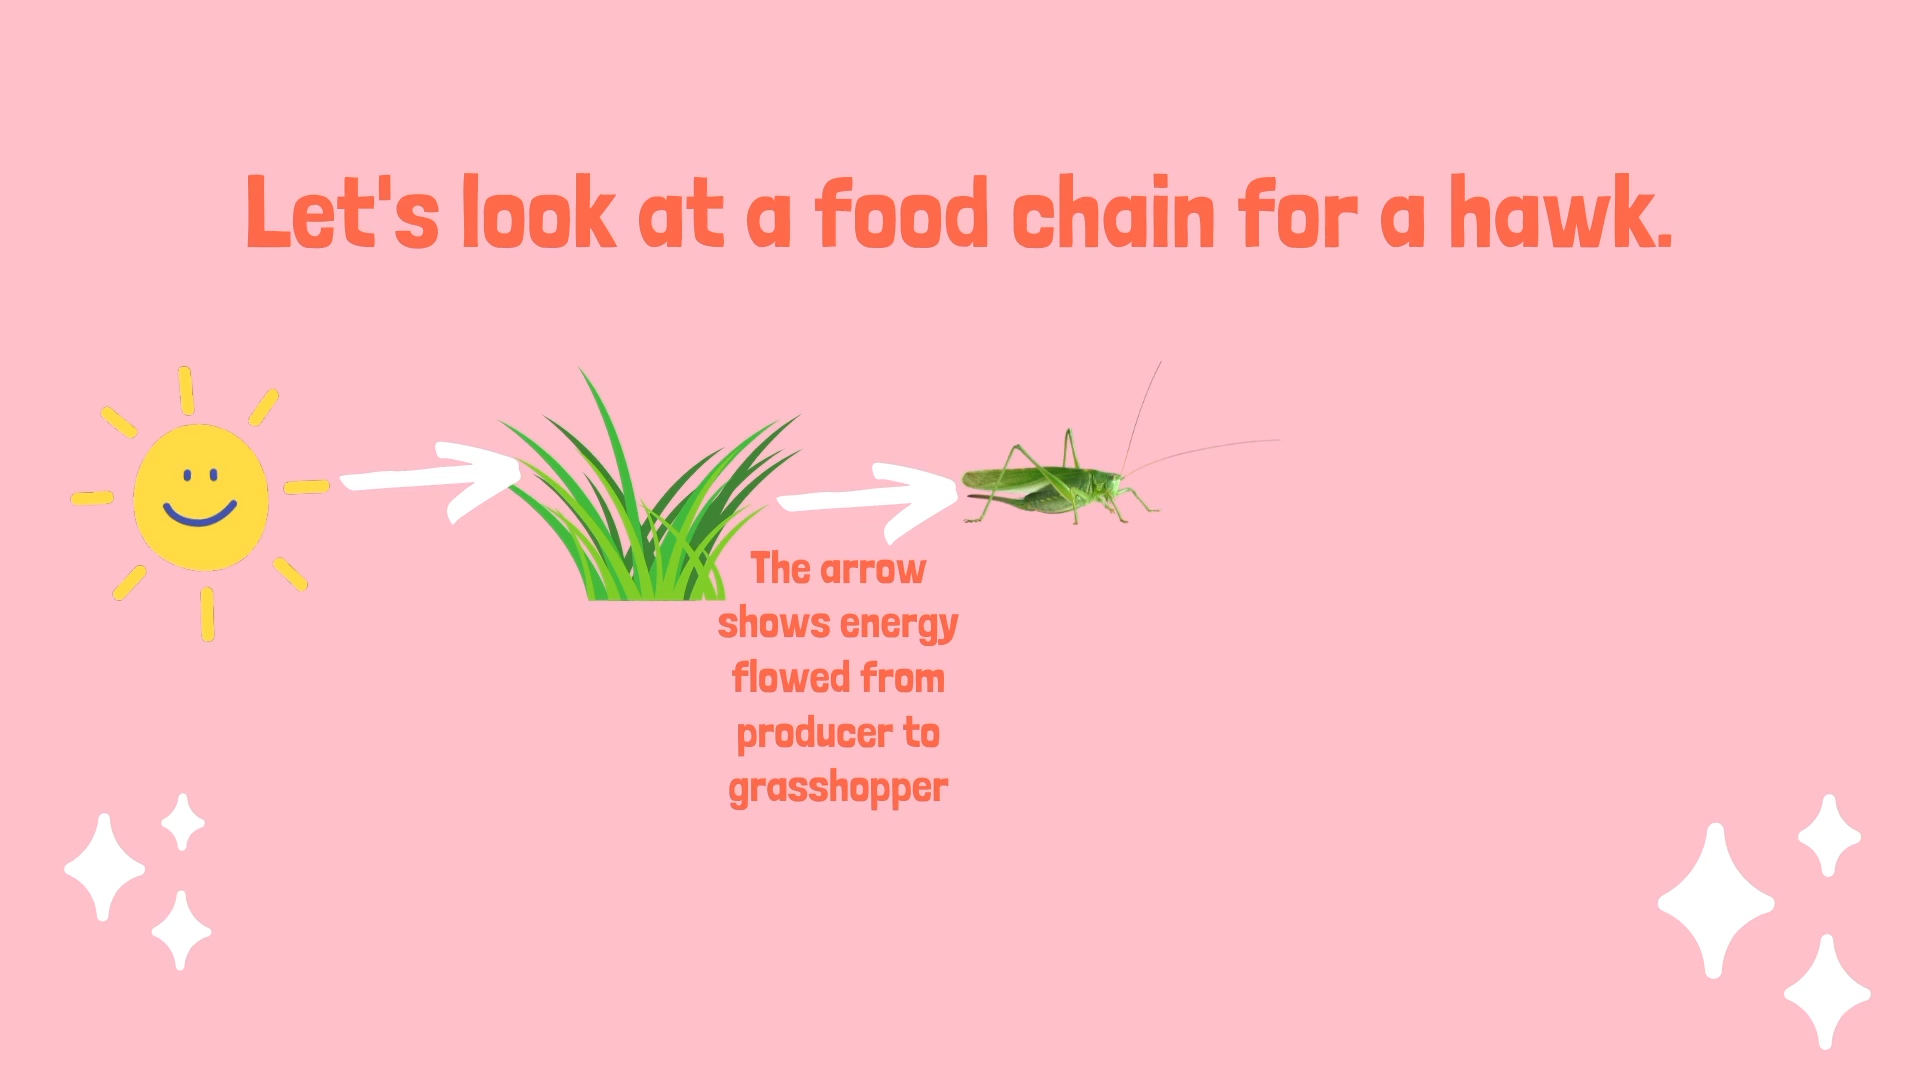 Let's look at a food chain for a hawk.
The arrow
shows energy
flowed from
producer to
grasshopper